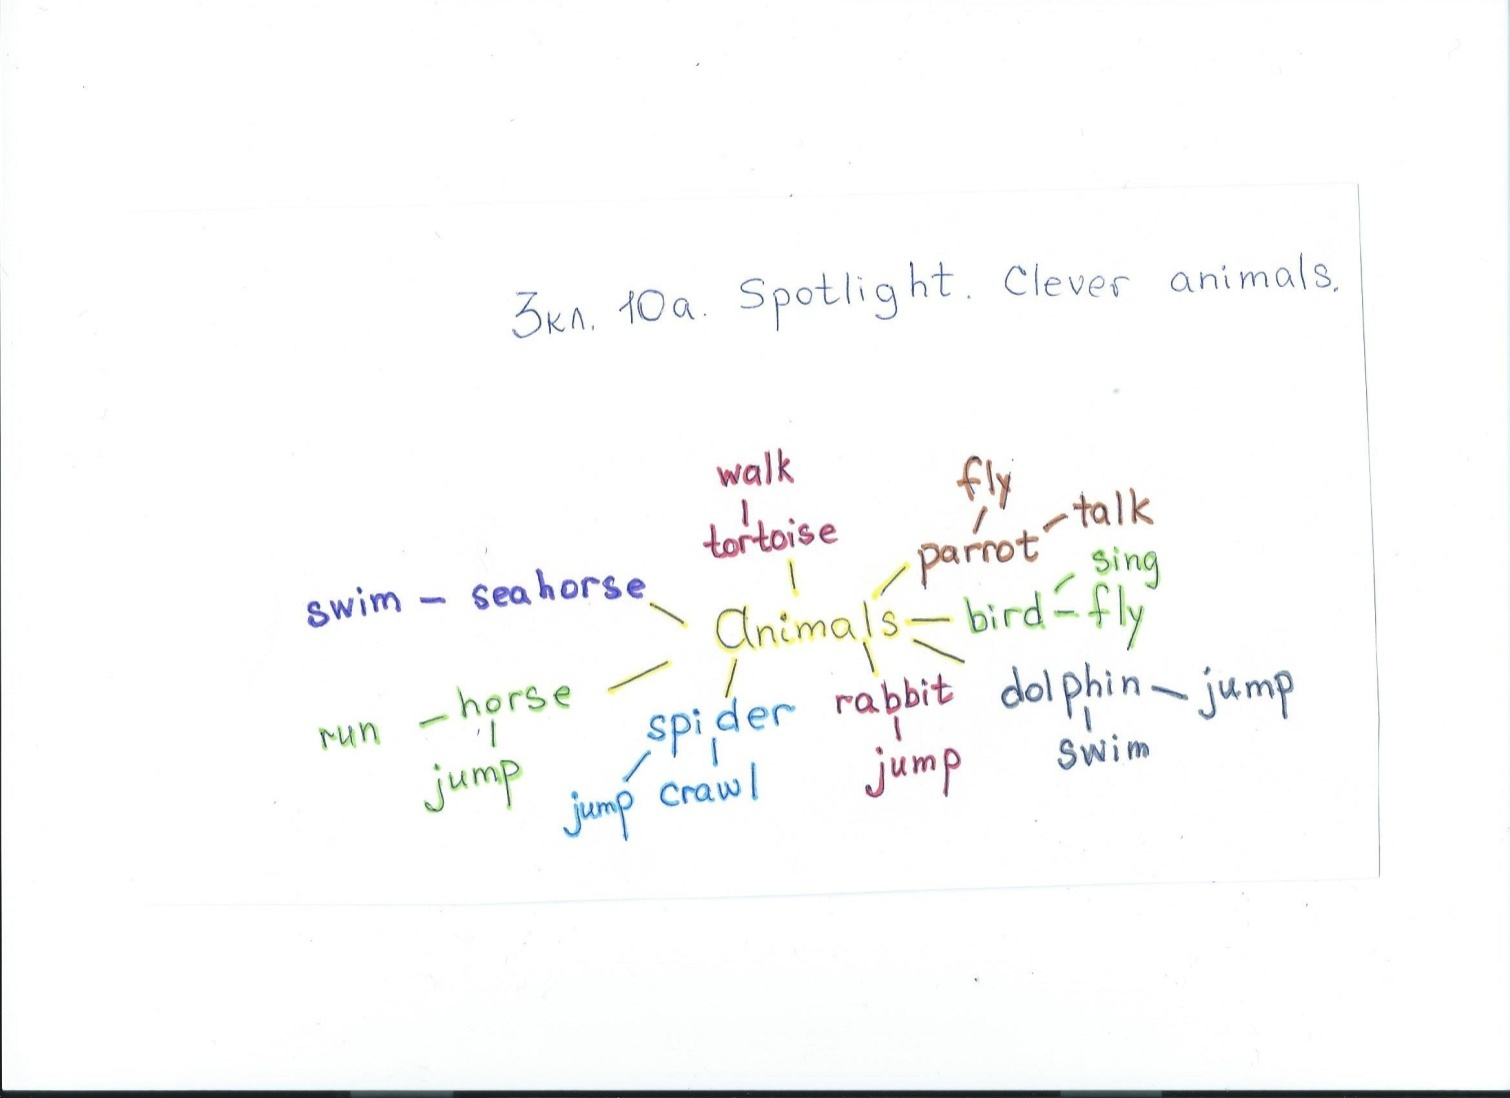 3кл. 10а. Spotlight. Clever animals.
walk
tortoise
fly
parrot – talk
swim – seahorse
Animals
bird – fly
sing
run – horse
jump
spider
jump crawl
rabbit
jump
dolphin – jump
swim